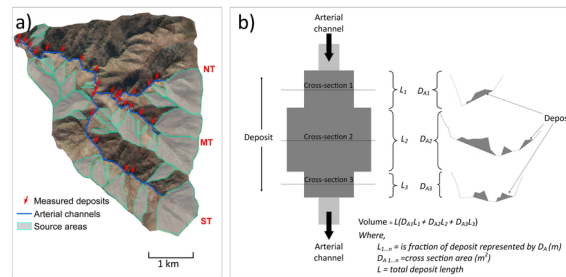 a)
NT
MT
ST
Measured deposits
Arterial channels
Source areas
1 km
b)
Arterial
channel
Cross-section 1
Deposit
Cross-section 2
Cross-section 3
Arterial
channel
L1
L2
L3
DA1
DA2
DA3
Depos
Volume = L(DA1L1 + DA2L2 + DA3L3)
Where,
L1...n = is fraction of deposit represented by DA (m)
DA 1...n =cross section area (m²)
L = total deposit length